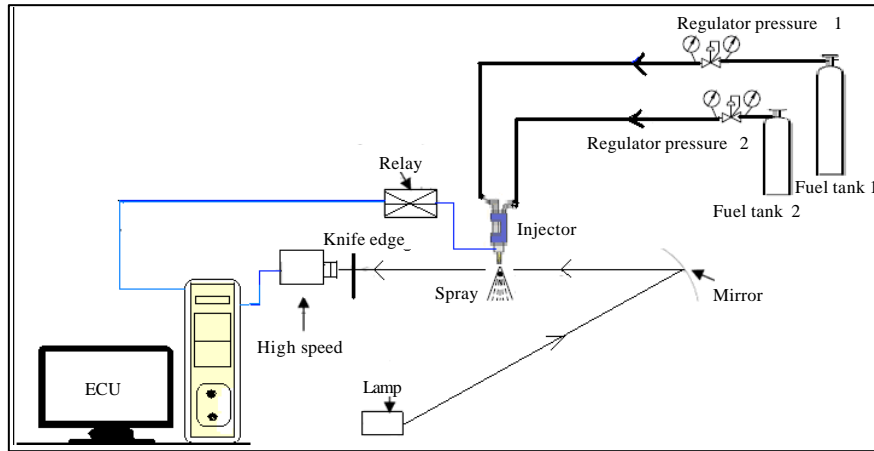 Regulator pressure 1
Regulator pressure 2
Fuel tank 1
Fuel tank 2
Relay
Injector
Knife edge
Spray
Mirror
High speed
Lamp
ECU